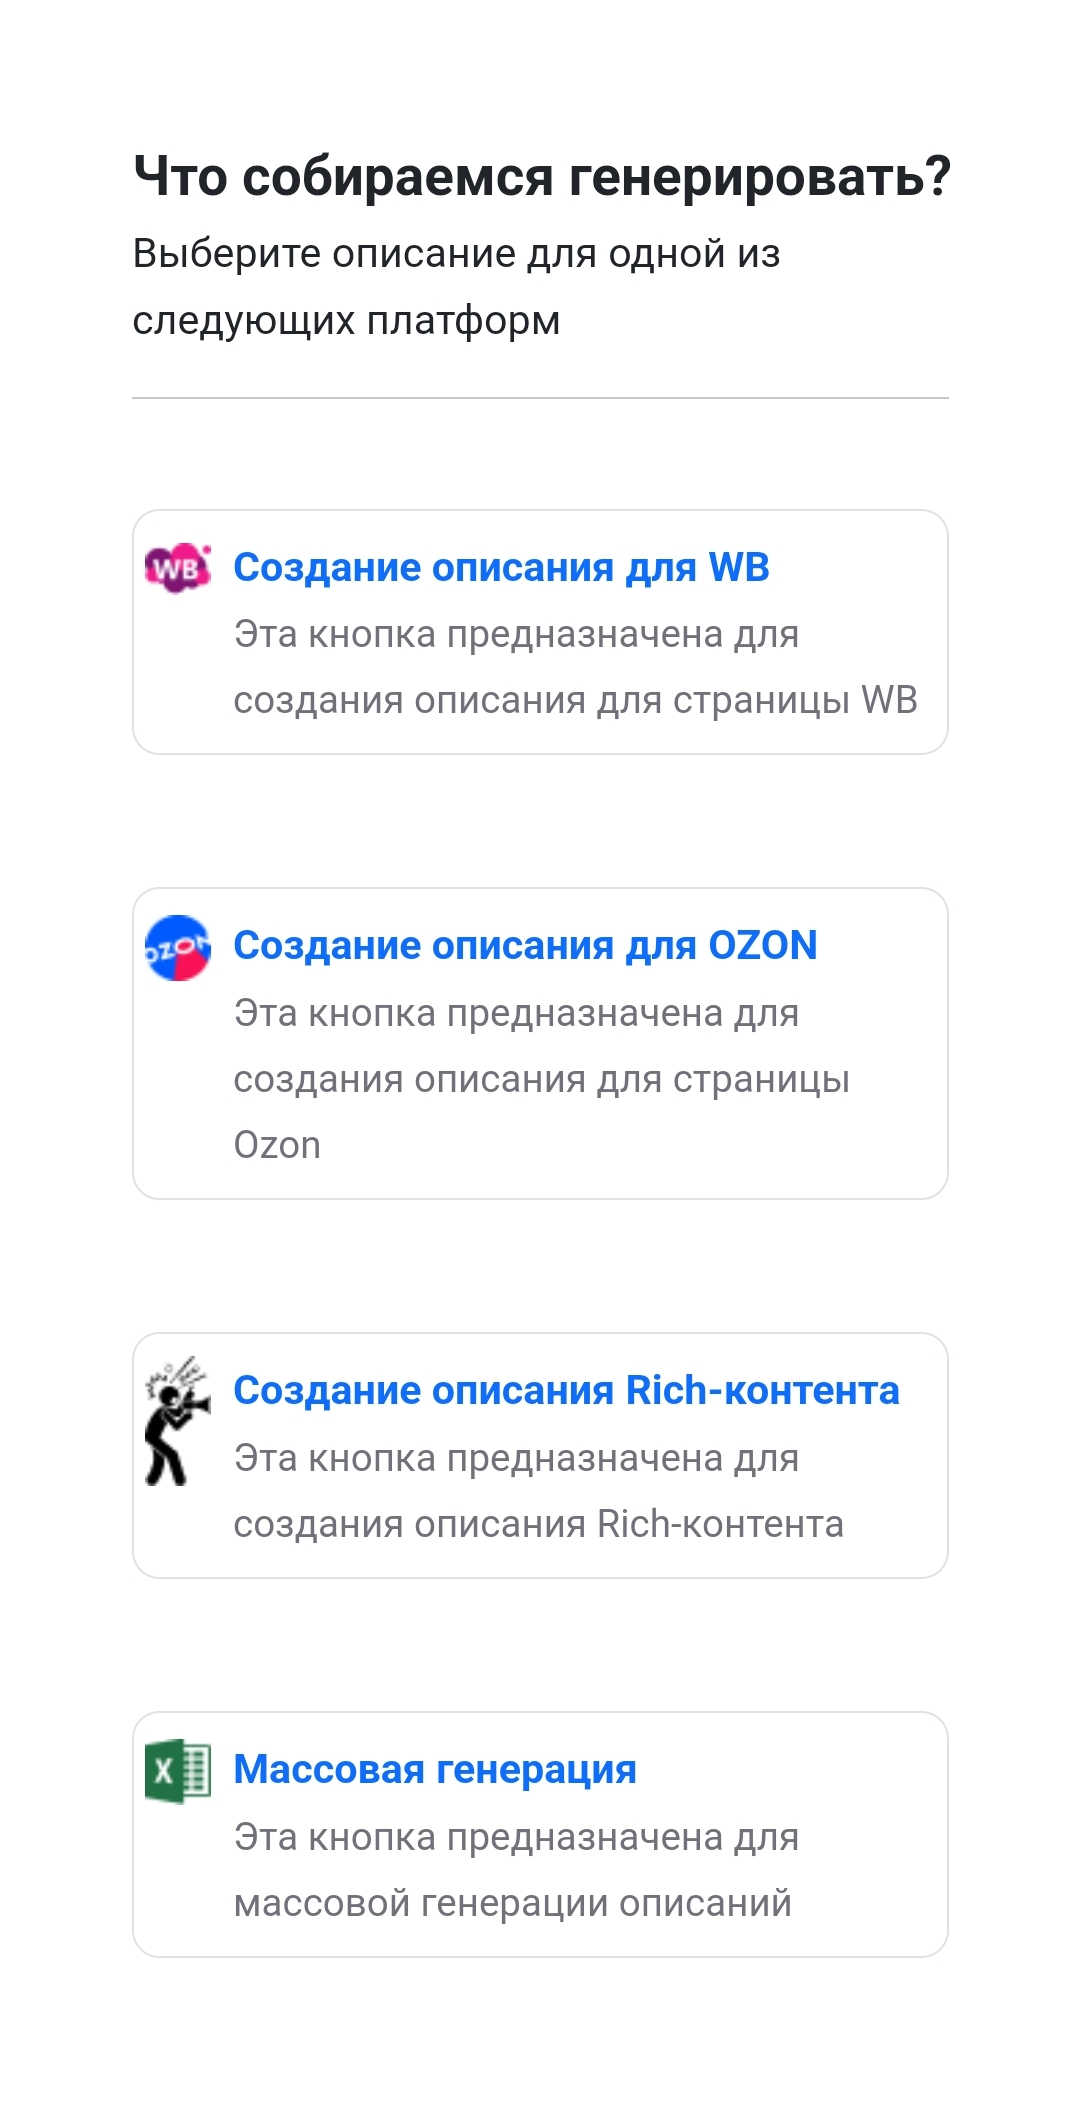 Что собираемся генерировать?
Выберите описание для одной из
следующих платформ
WB
Создание описания для WB
Эта кнопка предназначена для
создания описания для страницы WB
OZON
Создание описания для OZON
Эта кнопка предназначена для
создания описания для страницы
Ozon
Создание описания Rich-контента
Эта кнопка предназначена для
создания описания Rich-контента
X
Массовая генерация
Эта кнопка предназначена для
массовой генерации описаний